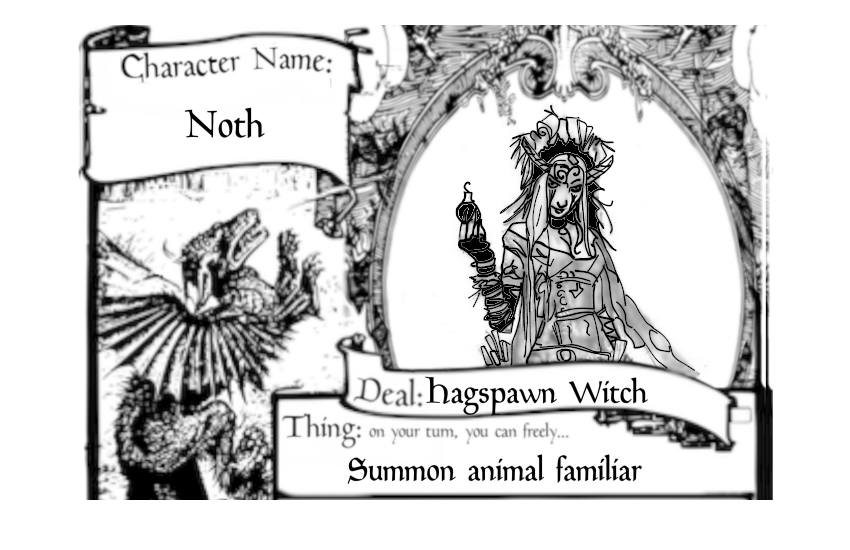 Character Name:
Noth
Deal: Hagspawn Witch
Thing: on your turn, you can freely...
Summon animal familiar